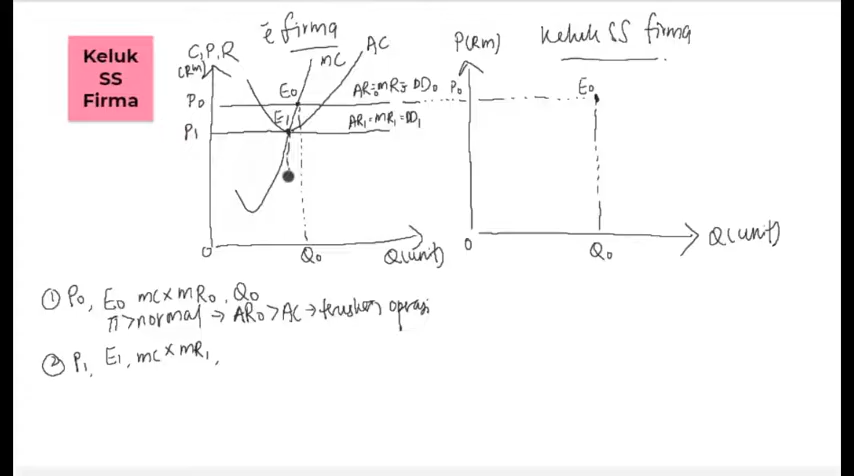 Keluk
SS
Firma
ē firma
Keluk SS firma
C,P,R
(RM)
MC
AC
P(RM)
E0
AR0=MR0=DD0
P0
P0
E0
E1
AR1=MR1=DD1
P1
0
Q0
Q(unit)
0
Q0
Q(unit)
① P0, E0 MC×MR0, Q0
π>normal → AR0>AC → teruskan operasi
② P1, E1, MC×MR1,